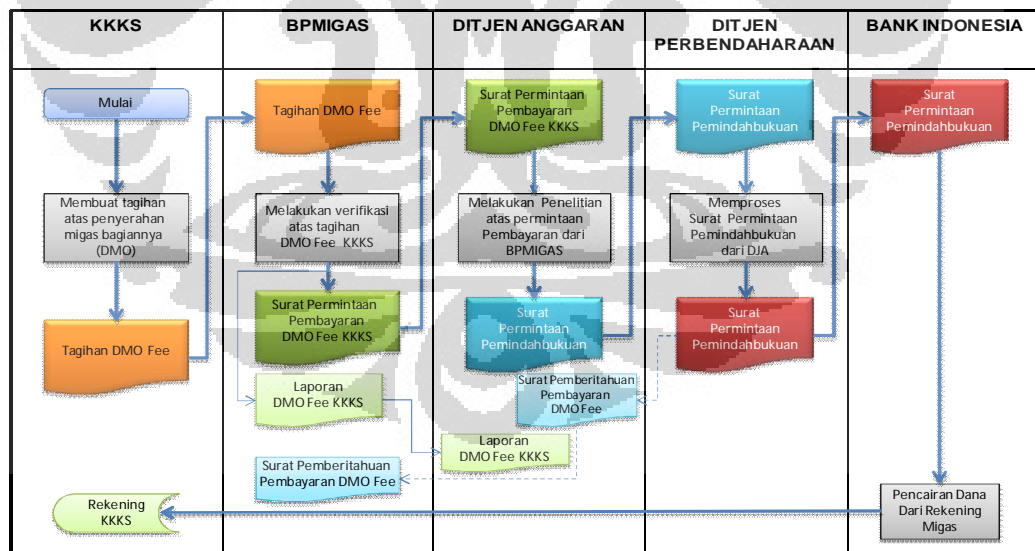 KKKS
BPMIGAS
DITJEN ANGGARAN
DITJEN
PERBENDAHARAAN
BANK INDONESIA
Mulai
Membuat tagihan
atas penyerahan
migas bagiannya
(DMO)
Tagihan DMO Fee
Tagihan DMO Fee
Melakukan verifikasi
atas tagihan
DMO Fee KKKS
Surat Permintaan
Pembayaran
DMO Fee KKKS
Laporan
DMO Fee KKKS
Surat Pemberitahuan
Pembayaran DMO Fee
Surat Permintaan
Pembayaran
DMO Fee KKKS
Melakukan Penelitian
atas permintaan
Pembayaran dari
BPMIGAS
Surat
Permintaan
Pemindahbukuan
Surat Pemberitahuan
Pembayaran
DMO Fee
Laporan
DMO Fee KKKS
Surat
Permintaan
Pemindahbukuan
Memproses
Surat Permintaan
Pemindahbukuan
dari DJA
Surat
Permintaan
Pemindahbukuan
Surat
Permintaan
Pemindahbukuan
Pencairan Dana
Dari Rekening
Migas
Rekening
KKKS